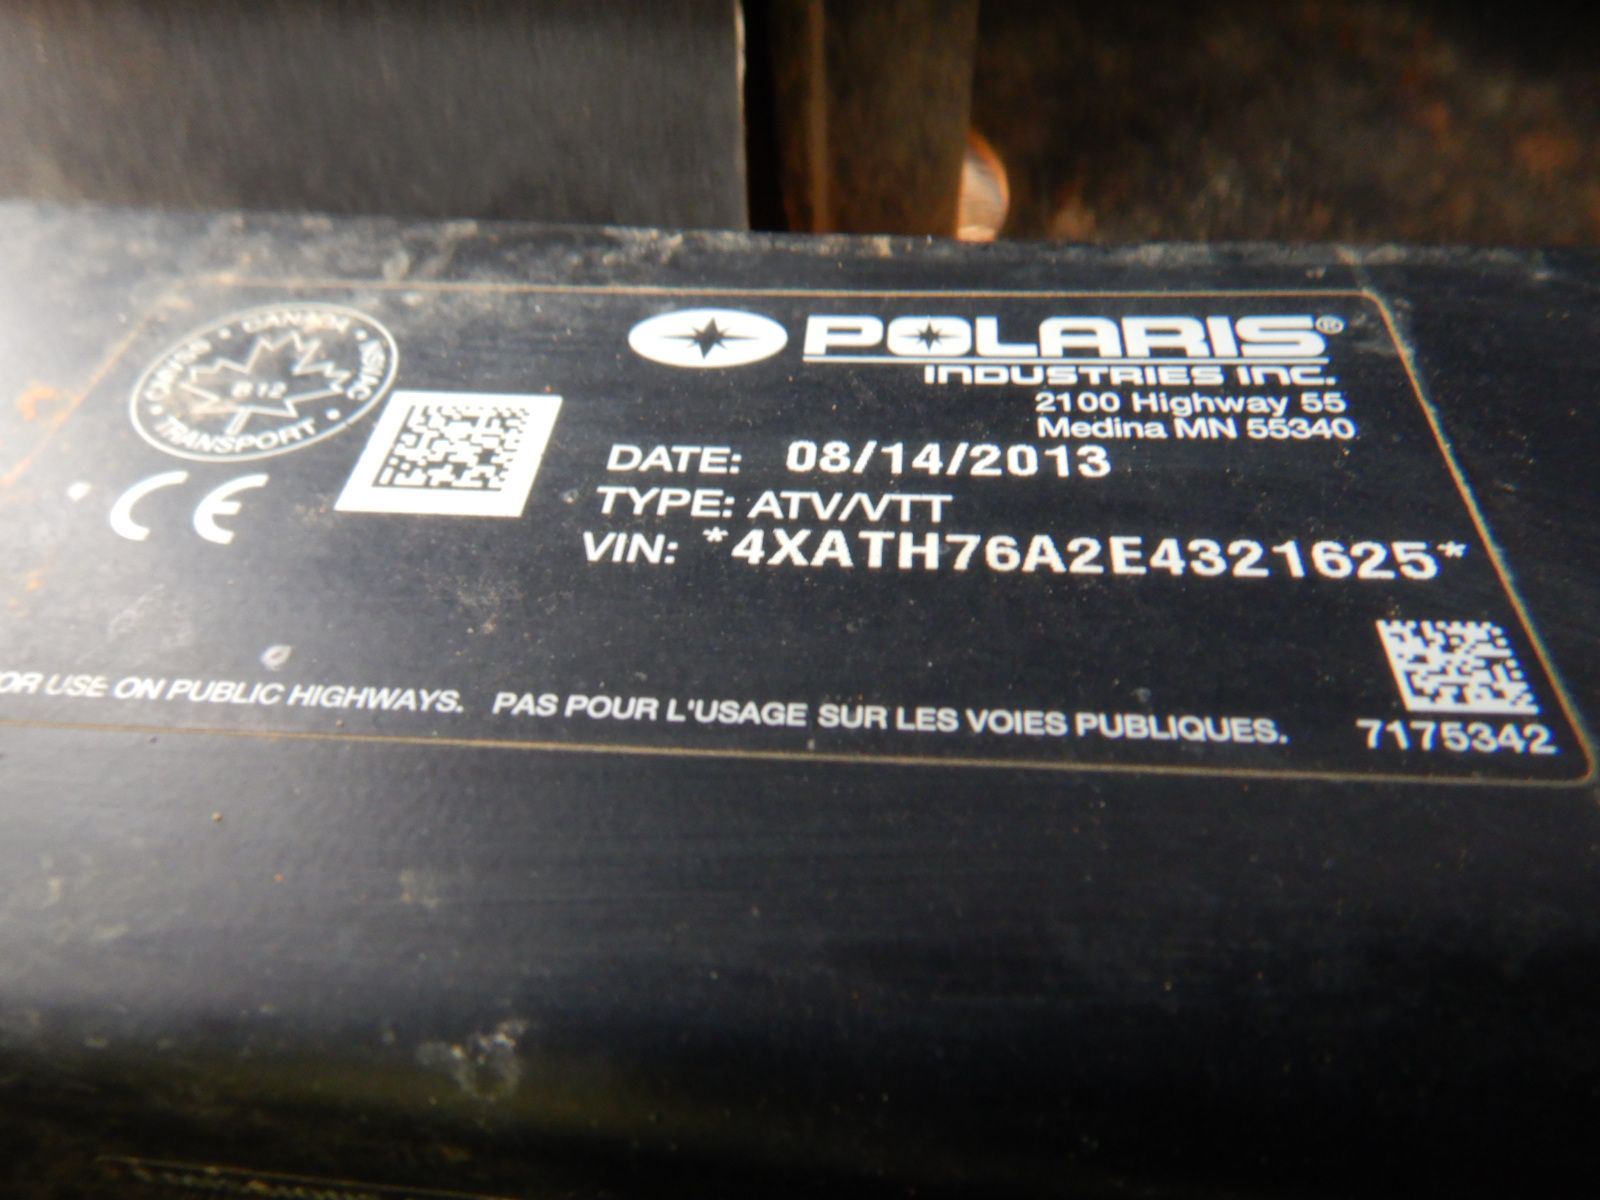 CANADA
B12
TRANSPORT
CE
POLARIS®
INDUSTRIES INC.
2100 Highway 55
Medina MN 55340
DATE: 08/14/2013
TYPE: ATV/VTT
VIN: *4XATH76A2E4321625*
OR USE ON PUBLIC HIGHWAYS. PAS POUR L'USAGE SUR LES VOIES PUBLIQUES.
7175342